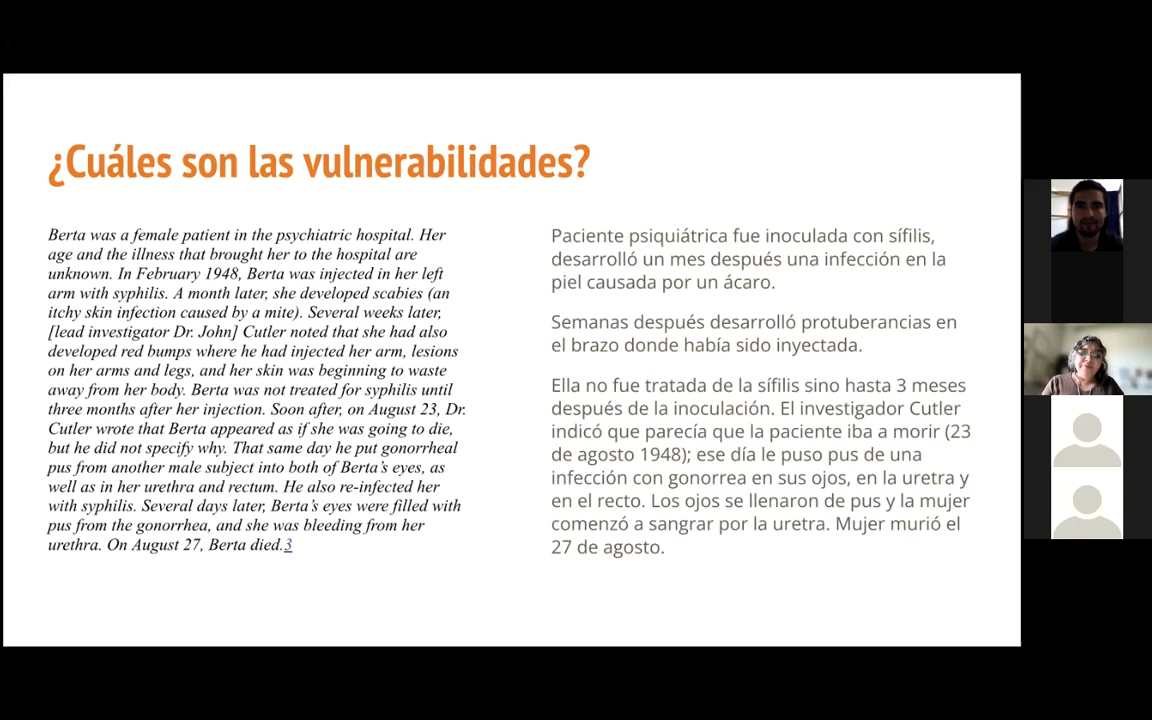 ¿Cuáles son las vulnerabilidades?
Berta was a female patient in the psychiatric hospital. Her
age and the illness that brought her to the hospital are
unknown. In February 1948, Berta was injected in her left
arm with syphilis. A month later, she developed scabies (an
itchy skin infection caused by a mite). Several weeks later,
[lead investigator Dr. John] Cutler noted that she had also
developed red bumps where he had injected her arm, lesions
on her arms and legs, and her skin was beginning to waste
away from her body. Berta was not treated for syphilis until
three months after her injection. Soon after, on August 23, Dr.
Cutler wrote that Berta appeared as if she was going to die,
but he did not specify why. That same day he put gonorrheal
pus from another male subject into both of Berta's eyes, as
well as in her urethra and rectum. He also re-infected her
with syphilis. Several days later, Berta's eyes were filled with
pus from the gonorrhea, and she was bleeding from her
urethra. On August 27, Berta died.3
Paciente psiquiátrica fue inoculada con sífilis,
desarrolló un mes después una infección en la
piel causada por un ácaro.
Semanas después desarrolló protuberancias en
el brazo donde había sido inyectada.
Ella no fue tratada de la sífilis sino hasta 3 meses
después de la inoculación. El investigador Cutler
indicó que parecía que la paciente iba a morir (23
de agosto 1948); ese día le puso pus de una
infección con gonorrea en sus ojos, en la uretra y
en el recto. Los ojos se llenaron de pus y la mujer
comenzó a sangrar por la uretra. Mujer murió el
27 de agosto.